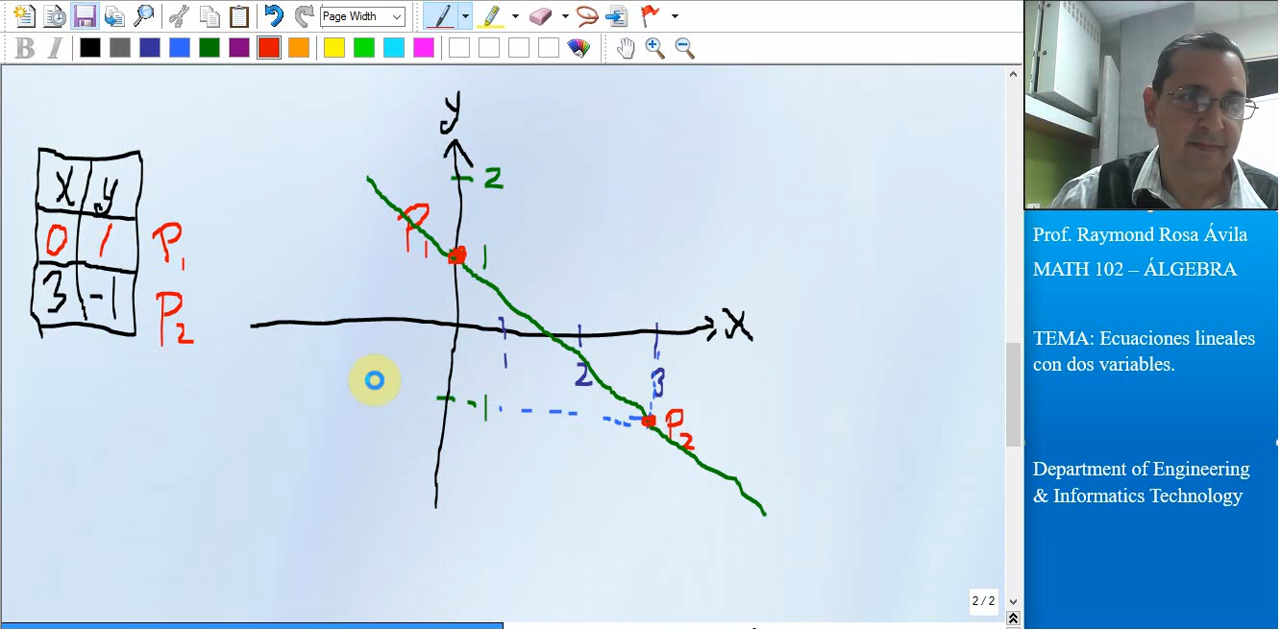 Page Width
B I
y
2
x y
0 1 P1
3 -1 P2
P1
1
x
1 2 3
-1
P2
2 / 2
Prof. Raymond Rosa Ávila
MATH 102 – ÁLGEBRA
TEMA: Ecuaciones lineales
con dos variables.
Department of Engineering
& Informatics Technology